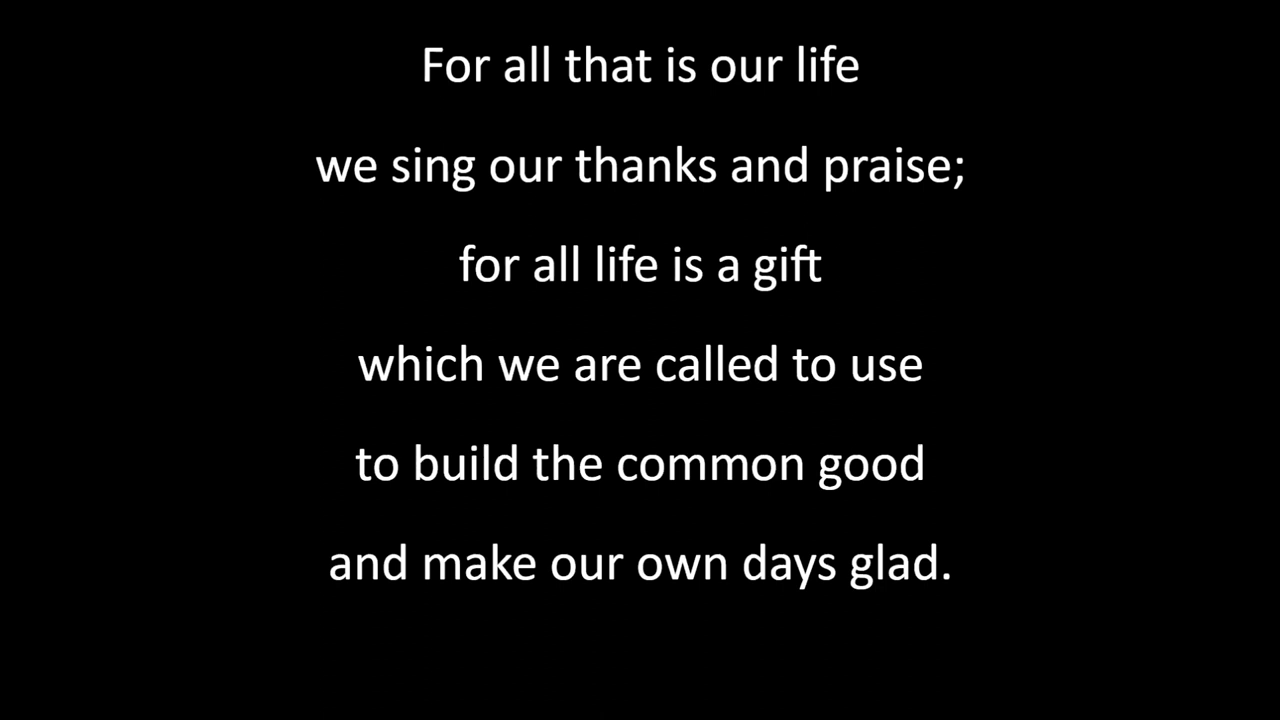 For all that is our life
we sing our thanks and praise;
for all life is a gift
which we are called to use
to build the common good
and make our own days glad.